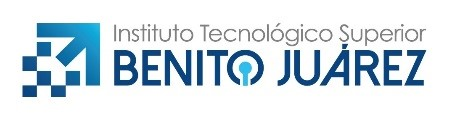 Instituto Tecnológico Superior
BENITO JUÁREZ